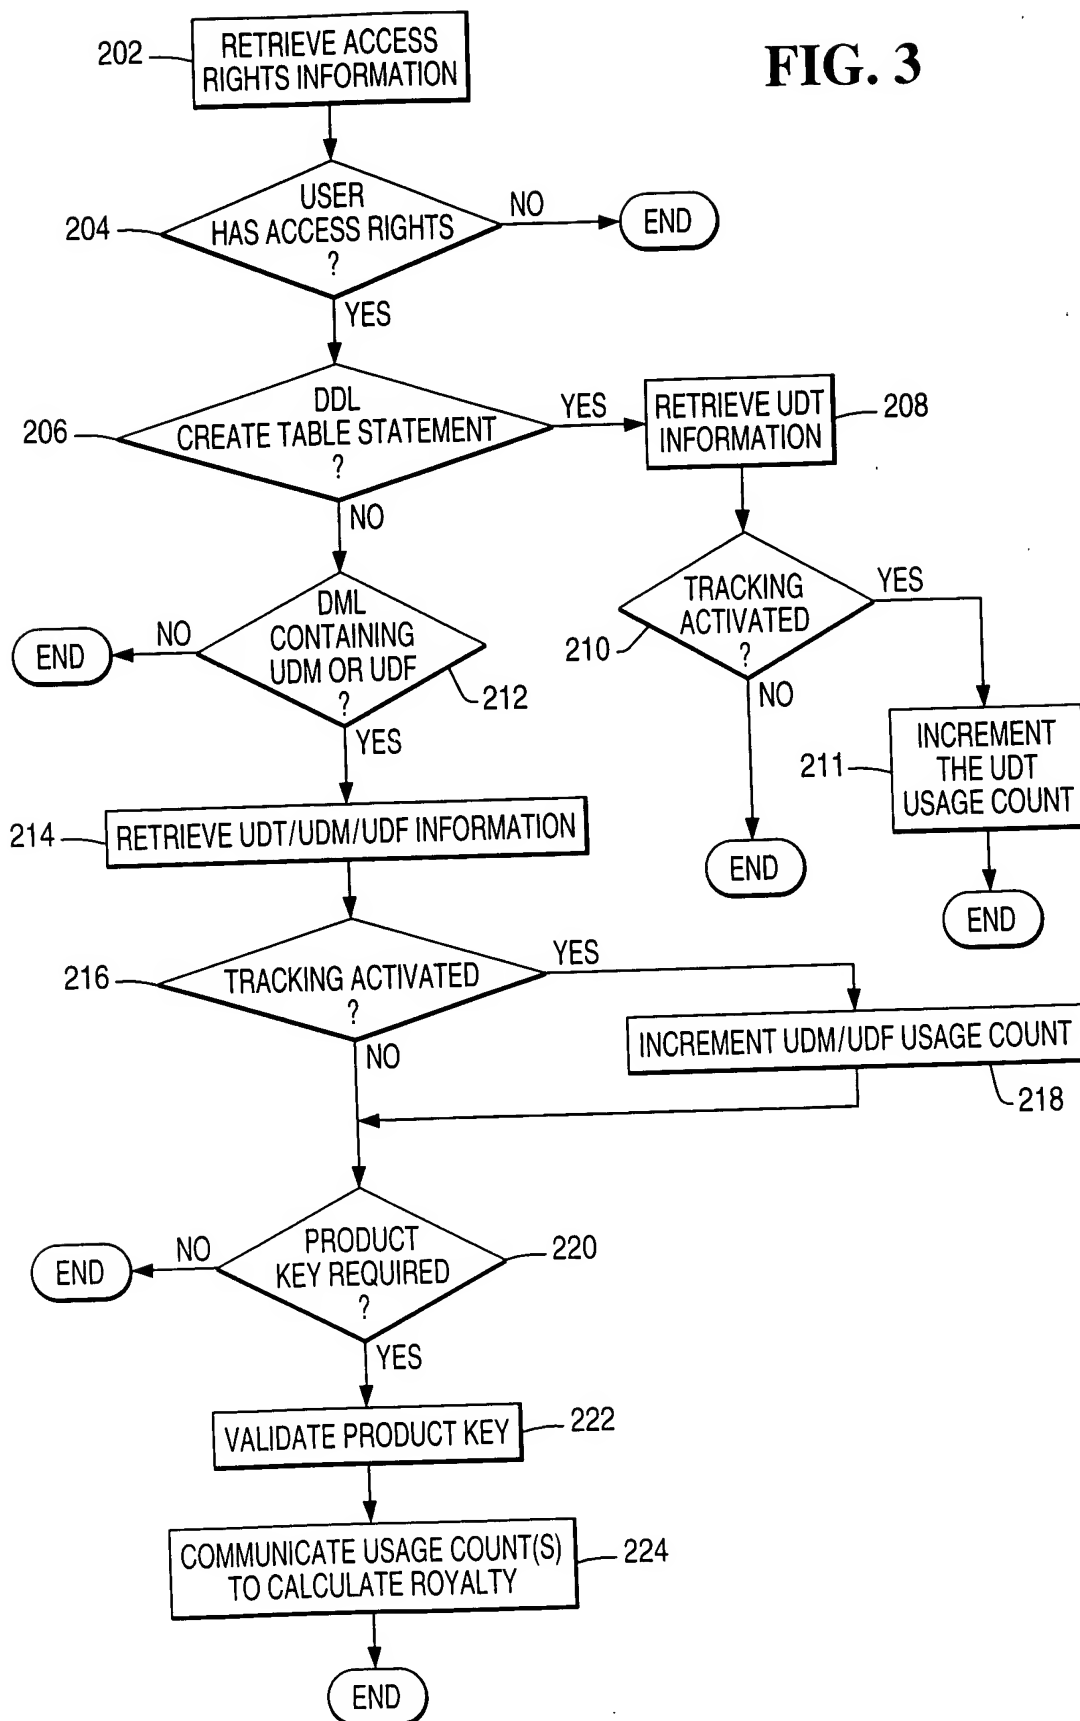 FIG. 3
202
RETRIEVE ACCESS
RIGHTS INFORMATION
204
USER
HAS ACCESS RIGHTS
?
NO
END
YES
206
DDL
CREATE TABLE STATEMENT
?
YES
RETRIEVE UDT
INFORMATION
208
NO
TRACKING
ACTIVATED
?
210
YES
NO
INCREMENT
THE UDT
USAGE COUNT
211
END
END
DML
CONTAINING
UDM OR UDF
?
212
NO
END
YES
214
RETRIEVE UDT/UDM/UDF INFORMATION
216
TRACKING ACTIVATED
?
YES
NO
INCREMENT UDM/UDF USAGE COUNT
218
PRODUCT
KEY REQUIRED
?
220
NO
END
YES
VALIDATE PRODUCT KEY
222
COMMUNICATE USAGE COUNT(S)
TO CALCULATE ROYALTY
224
END